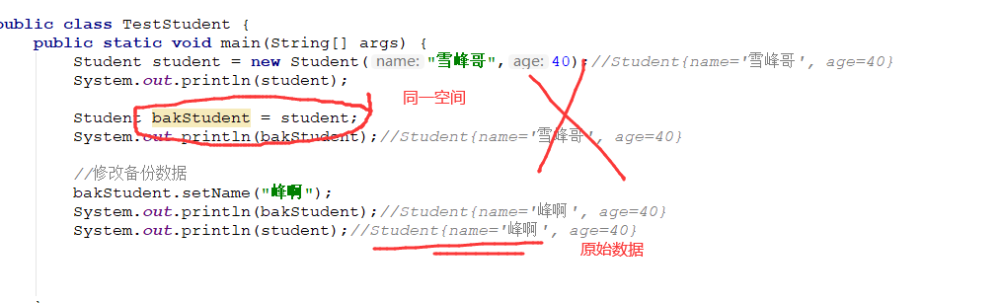 public class TestStudent {
public static void main(String[] args) {
Student student = new Student( name: "雪峰哥", age: 40);//Student{name='雪峰哥', age=40}
System.out.println(student);
同一空间
Student bakStudent = student;
System.out.println(bakStudent);//Student{name='雪峰哥', age=40}
//修改备份数据
bakStudent.setName("峰啊");
System.out.println(bakStudent);//Student{name='峰啊', age=40}
System.out.println(student);//Student{name='峰啊', age=40}
原始数据